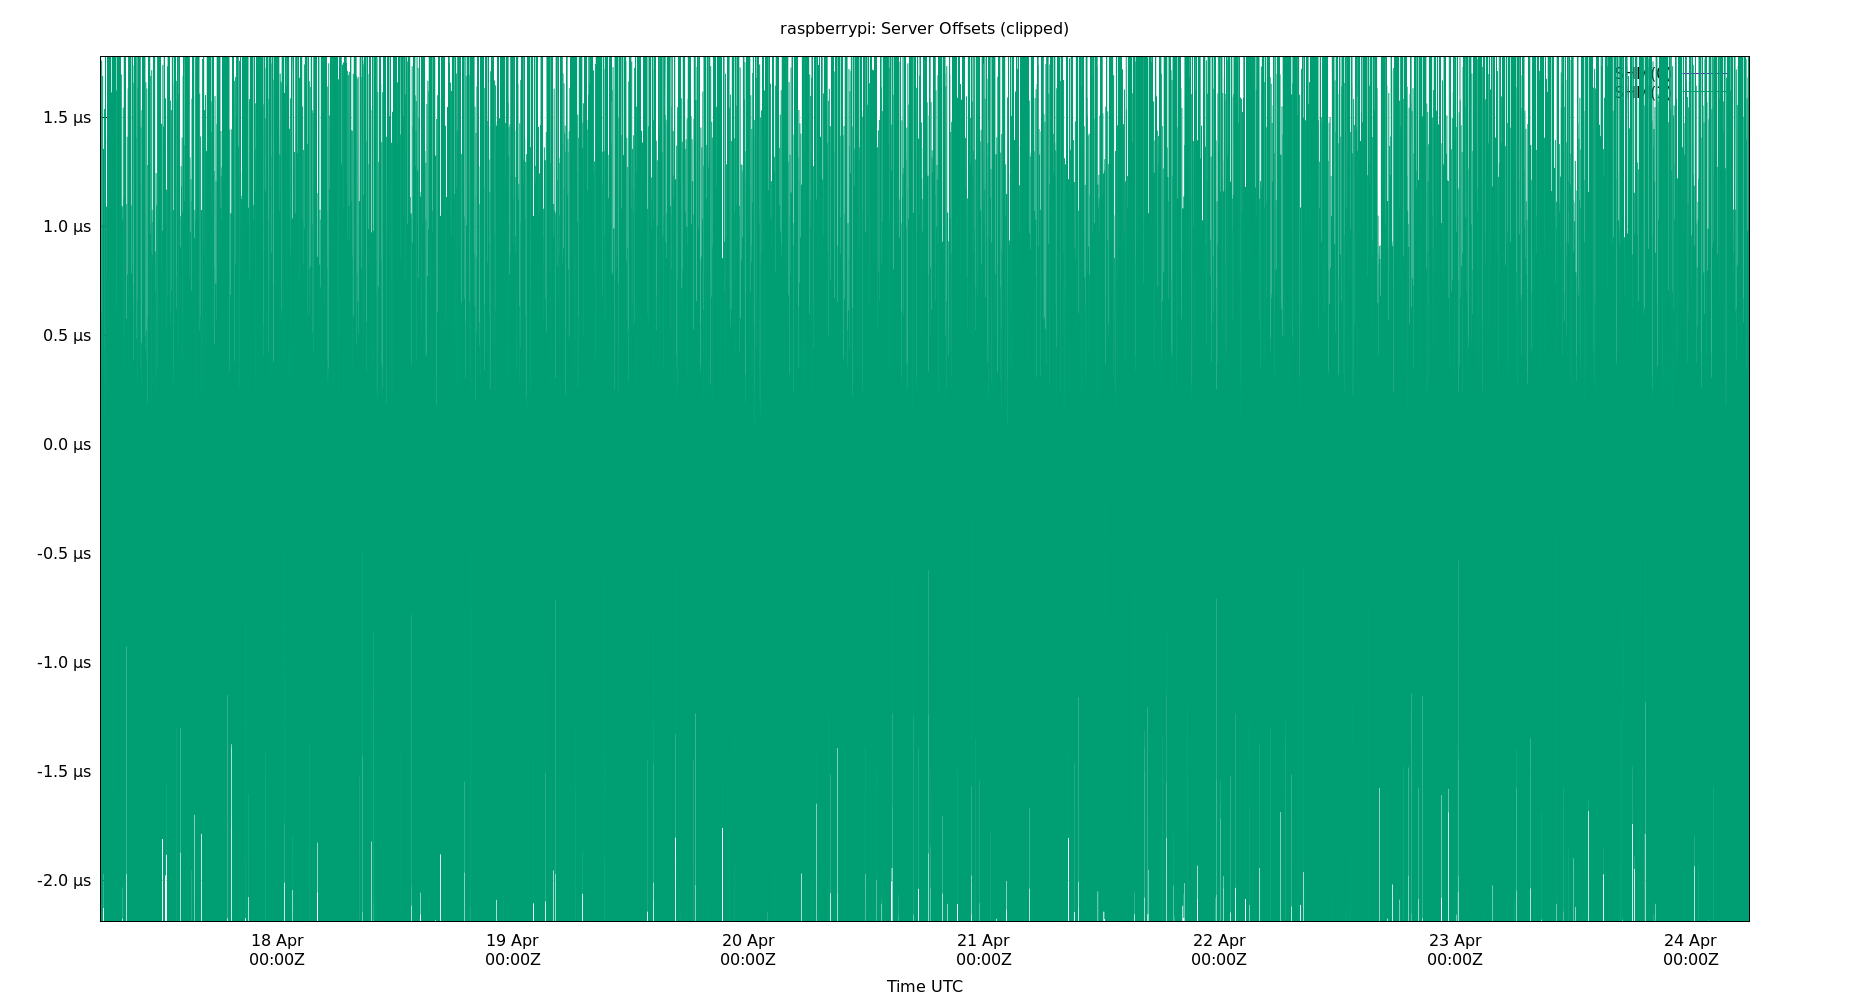 raspberrypi: Server Offsets (clipped)
1.5 µs
1.0 µs
0.5 µs
0.0 µs
-0.5 µs
-1.0 µs
-1.5 µs
-2.0 µs
18 Apr 19 Apr 20 Apr 21 Apr 22 Apr 23 Apr 24 Apr
00:00Z 00:00Z 00:00Z 00:00Z 00:00Z 00:00Z 00:00Z
Time UTC